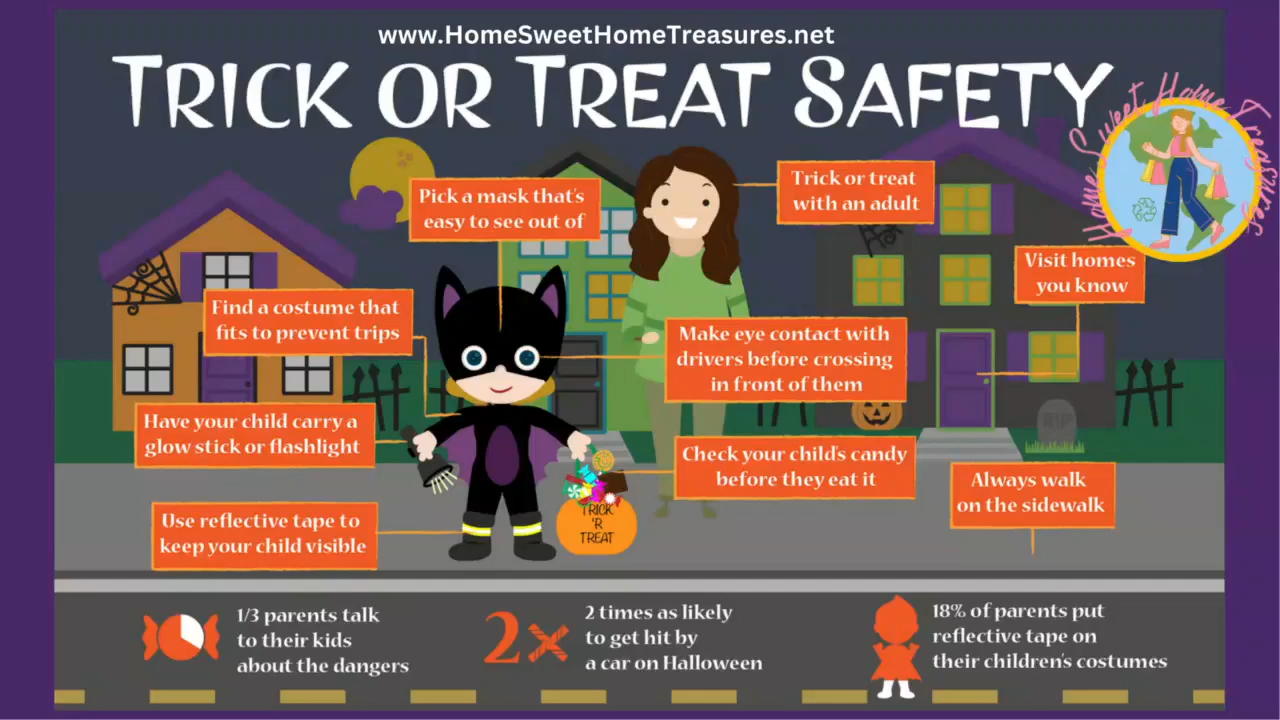 www.HomeSweetHomeTreasures.net
TRICK OR TREAT SAFETY
Home Sweet Home Treasures
Pick a mask that's
easy to see out of
Trick or treat
with an adult
Visit homes
you know
Find a costume that
fits to prevent trips
Make eye contact with
drivers before crossing
in front of them
Have your child carry a
glow stick or flashlight
Check your child's candy
before they eat it
RIP
Always walk
on the sidewalk
Use reflective tape to
keep your child visible
TRICK
'R
TREAT
1/3 parents talk
to their kids
about the dangers
2x
2 times as likely
to get hit by
a car on Halloween
18% of parents put
reflective tape on
their children's costumes